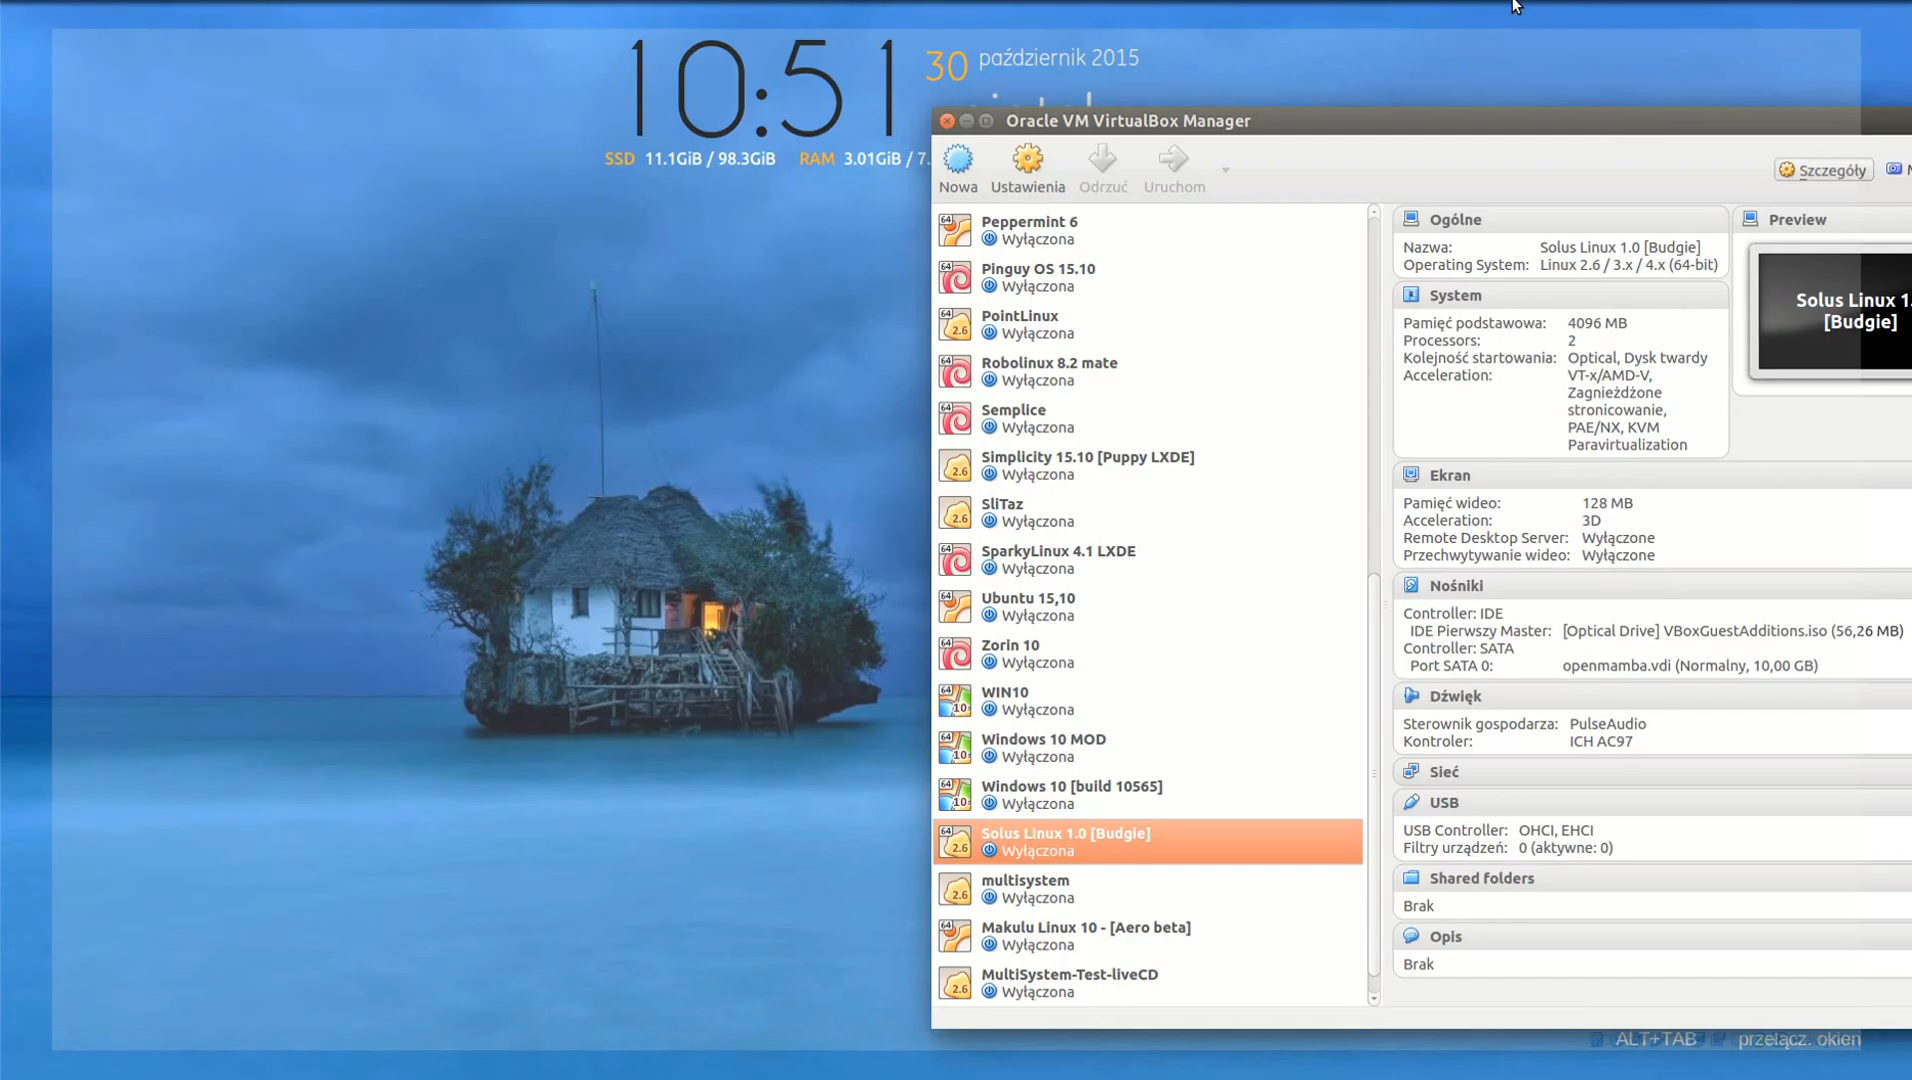 10:51
30 październik 2015
SSD 11.1GiB / 98.3GiB RAM 3.01GiB / 7.
Oracle VM VirtualBox Manager
Nowa
Ustawienia
Odrzuć
Uruchom
Szczegóły
Peppermint 6
Wyłączona
Pinguy OS 15.10
Wyłączona
PointLinux
Wyłączona
Robolinux 8.2 mate
Wyłączona
Semplice
Wyłączona
Simplicity 15.10 [Puppy LXDE]
Wyłączona
SliTaz
Wyłączona
SparkyLinux 4.1 LXDE
Wyłączona
Ubuntu 15,10
Wyłączona
Zorin 10
Wyłączona
WIN10
Wyłączona
Windows 10 MOD
Wyłączona
Windows 10 [build 10565]
Wyłączona
Solus Linux 1.0 [Budgie]
Wyłączona
multisystem
Wyłączona
Makulu Linux 10 - [Aero beta]
Wyłączona
MultiSystem-Test-liveCD
Wyłączona
Ogólne
Nazwa: Solus Linux 1.0 [Budgie]
Operating System: Linux 2.6 / 3.x / 4.x (64-bit)
Preview
Solus Linux 1.
[Budgie]
System
Pamięć podstawowa: 4096 MB
Processors: 2
Kolejność startowania: Optical, Dysk twardy
Acceleration: VT-x/AMD-V,
Zagnieżdżone
stronicowanie,
PAE/NX, KVM
Paravirtualization
Ekran
Pamięć wideo: 128 MB
Acceleration: 3D
Remote Desktop Server: Wyłączone
Przechwytywanie wideo: Wyłączone
Nośniki
Controller: IDE
IDE Pierwszy Master: [Optical Drive] VBoxGuestAdditions.iso (56,26 MB)
Controller: SATA
Port SATA 0: openmamba.vdi (Normalny, 10,00 GB)
Dźwięk
Sterownik gospodarza: PulseAudio
Kontroler: ICH AC97
Sieć
USB
USB Controller: OHCI, EHCI
Filtry urządzeń: 0 (aktywne: 0)
Shared folders
Brak
Opis
Brak
ALT+TAB przełącz. okien